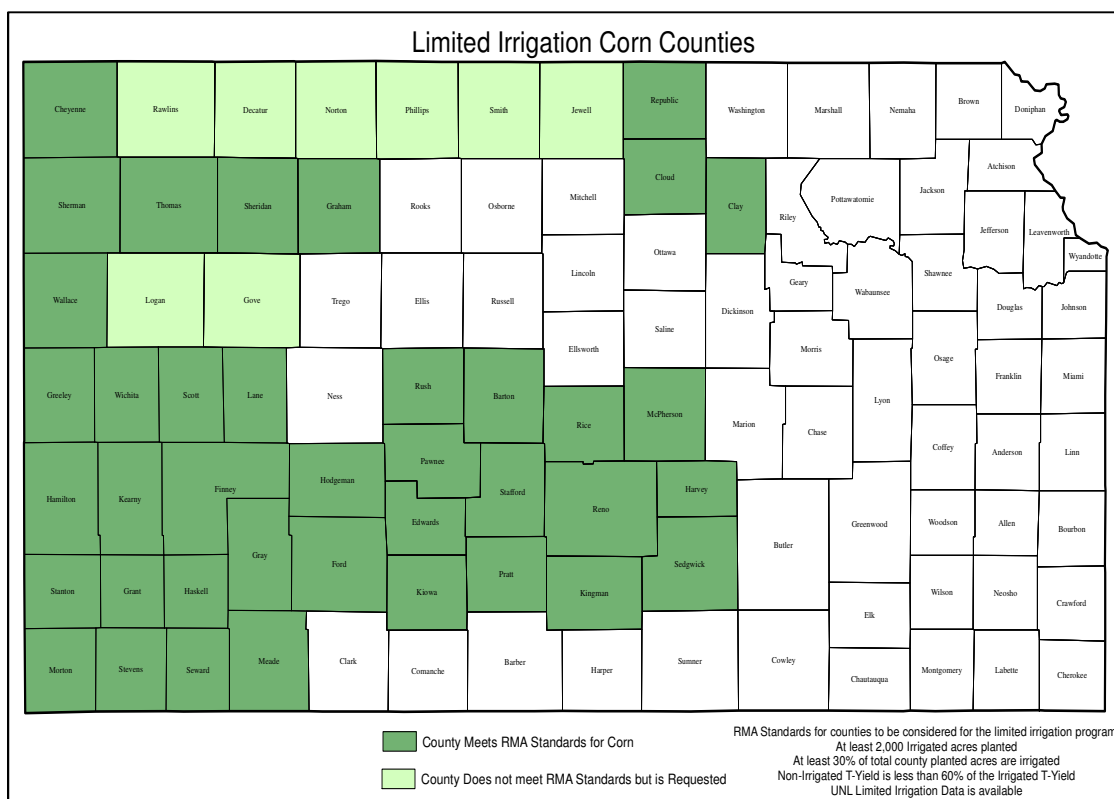 Limited Irrigation Corn Counties
Cheyenne
Rawlins
Decatur
Norton
Phillips
Smith
Jewell
Republic
Washington
Marshall
Nemaha
Brown
Doniphan
Sherman
Thomas
Sheridan
Graham
Rooks
Osborne
Mitchell
Cloud
Clay
Riley
Pottawatomie
Jackson
Atchison
Jefferson
Leavenworth
Wyandotte
Wallace
Logan
Gove
Trego
Ellis
Russell
Lincoln
Ottawa
Saline
Dickinson
Geary
Wabaunsee
Shawnee
Douglas
Johnson
Ellsworth
Morris
Osage
Franklin
Miami
Greeley
Wichita
Scott
Lane
Ness
Rush
Barton
Rice
McPherson
Marion
Chase
Lyon
Coffey
Anderson
Linn
Hamilton
Kearny
Finney
Hodgeman
Pawnee
Stafford
Reno
Harvey
Edwards
Gray
Ford
Kiowa
Pratt
Kingman
Sedgwick
Butler
Greenwood
Woodson
Allen
Bourbon
Stanton
Grant
Haskell
Wilson
Neosho
Crawford
Elk
Morton
Stevens
Seward
Meade
Clark
Comanche
Barber
Harper
Sumner
Cowley
Chautauqua
Montgomery
Labette
Cherokee
County Meets RMA Standards for Corn
County Does not meet RMA Standards but is Requested
RMA Standards for counties to be considered for the limited irrigation program
At least 2,000 Irrigated acres planted
At least 30% of total county planted acres are irrigated
Non-Irrigated T-Yield is less than 60% of the Irrigated T-Yield
UNL Limited Irrigation Data is available